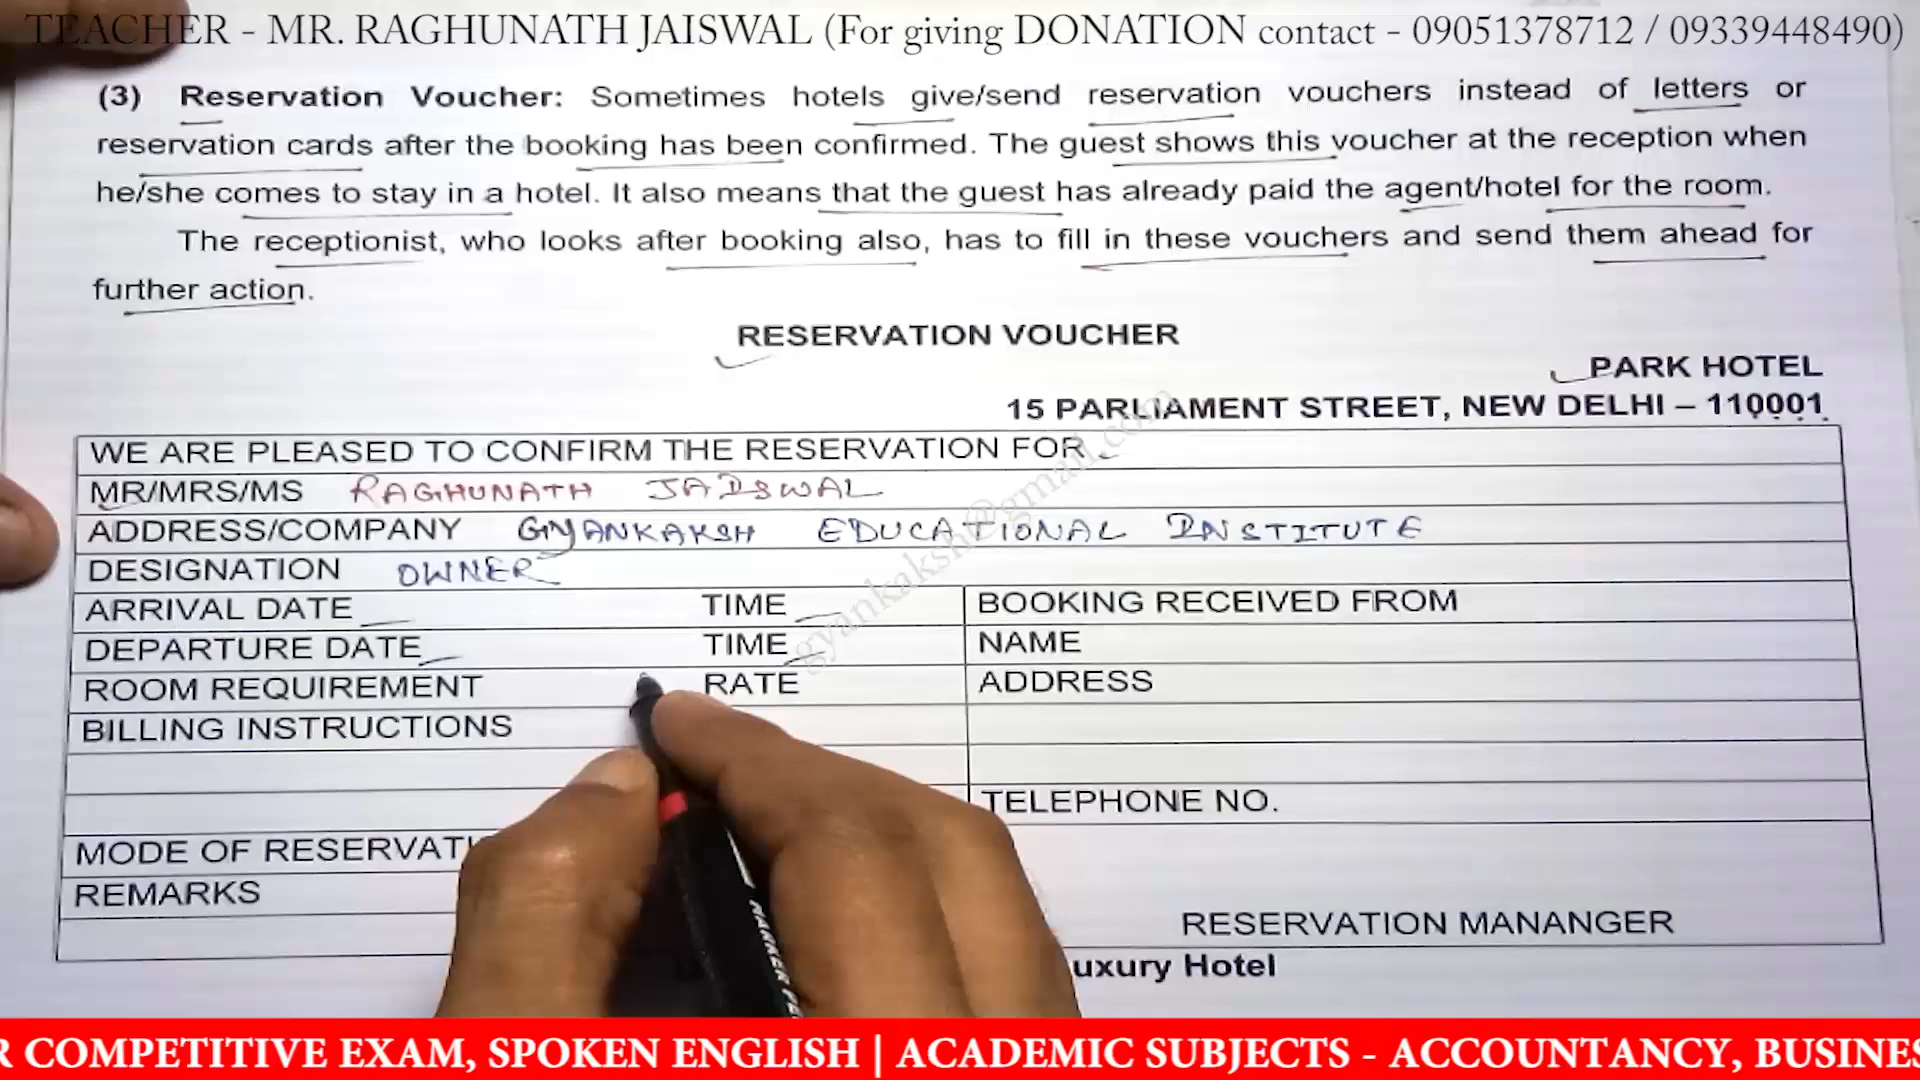 TEACHER - MR. RAGHUNATH JAISWAL (For giving DONATION contact - 09051378712 / 09339448490)
(3) Reservation Voucher: Sometimes hotels give/send reservation vouchers instead of letters or
reservation cards after the booking has been confirmed. The guest shows this voucher at the reception when
he/she comes to stay in a hotel. It also means that the guest has already paid the agent/hotel for the room.
The receptionist, who looks after booking also, has to fill in these vouchers and send them ahead for
further action.
RESERVATION VOUCHER
PARK HOTEL
15 PARLIAMENT STREET, NEW DELHI – 110001
WE ARE PLEASED TO CONFIRM THE RESERVATION FOR
MR/MRS/MS RAGHUNATH JAISWAL
ADDRESS/COMPANY GYANKAKSH EDUCATIONAL INSTITUTE
DESIGNATION OWNER
ARRIVAL DATE TIME BOOKING RECEIVED FROM
DEPARTURE DATE TIME NAME
ROOM REQUIREMENT RATE ADDRESS
BILLING INSTRUCTIONS
TELEPHONE NO.
MODE OF RESERVATI
REMARKS
RESERVATION MANANGER
uxury Hotel
gyankaksh@gmail.com
R COMPETITIVE EXAM, SPOKEN ENGLISH | ACADEMIC SUBJECTS - ACCOUNTANCY, BUSINES